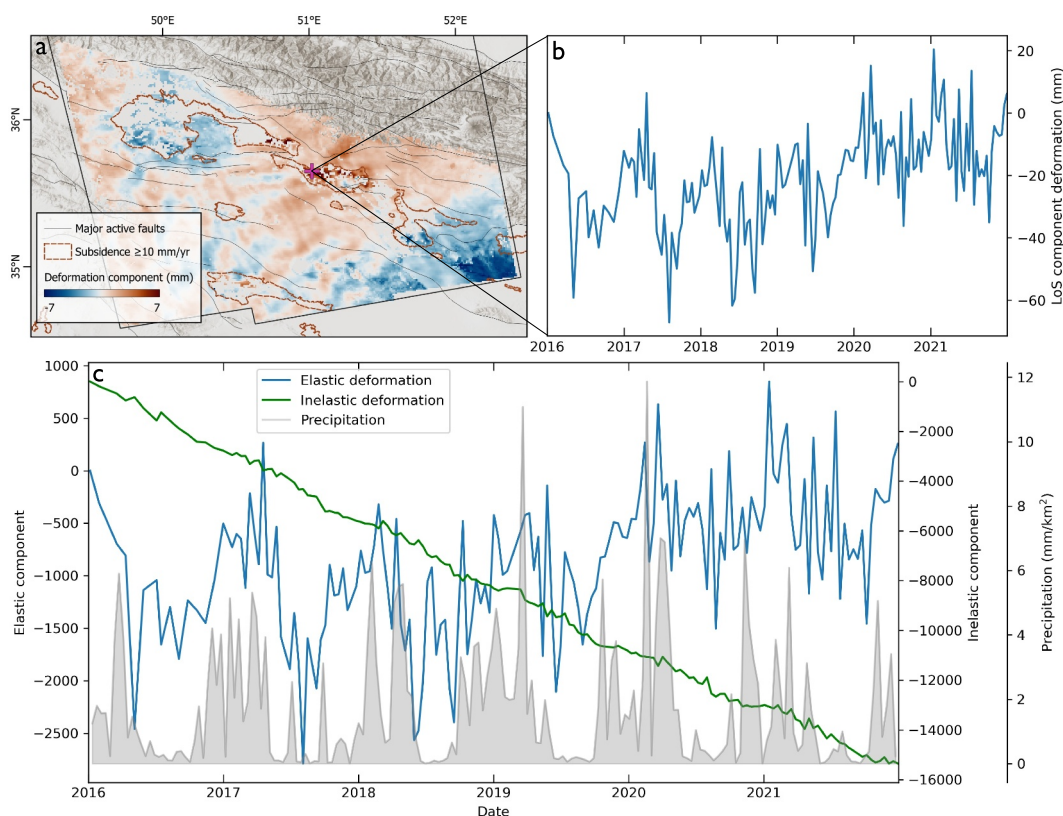 50°E 51°E 52°E
a
36°N
35°N
Major active faults
Subsidence ≥10 mm/yr
Deformation component (mm)
-7 7
b
20
0
−20
−40
−60
LoS component deformation (mm)
2016 2017 2018 2019 2020 2021
c
Elastic deformation
Inelastic deformation
Precipitation
1000
500
0
−500
−1000
−1500
−2000
−2500
Elastic component
0
−2000
−4000
−6000
−8000
−10000
−12000
−14000
−16000
Inelastic component
12
10
8
6
4
2
0
Precipitation (mm/km²)
2016 2017 2018 2019 2020 2021
Date